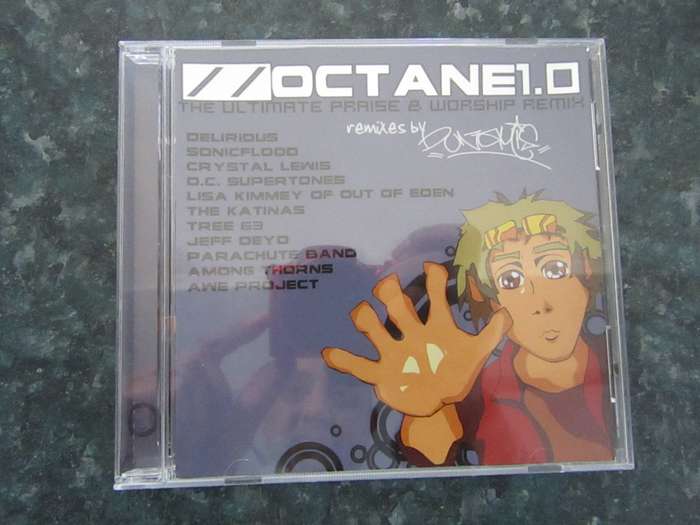 //OCTANE1.0
THE ULTIMATE PRAISE & WORSHIP REMIX
remixes by
DELIRIOUS
SONICFLOOD
CRYSTAL LEWIS
O.C. SUPERTONES
LISA KIMMEY OF OUT OF EDEN
THE KATINAS
TREE 63
JEFF DEYO
PARACHUTE BAND
AMONG THORNS
AWE PROJECT